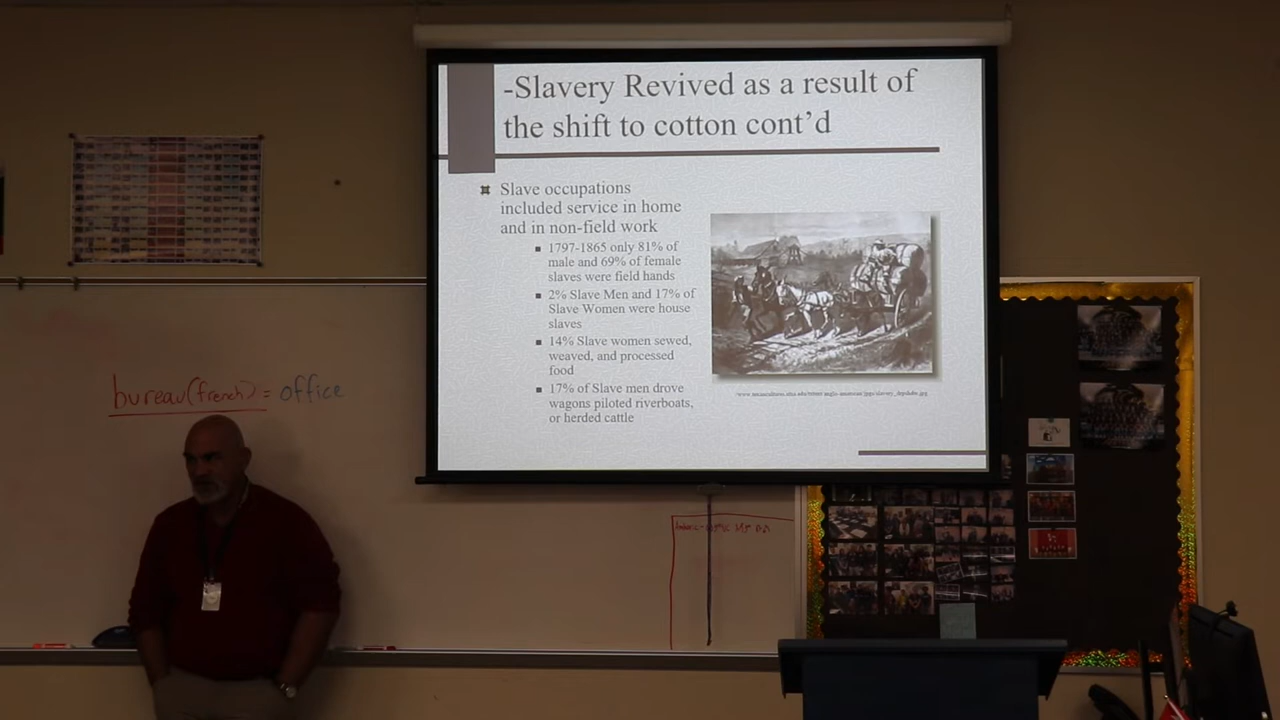 -Slavery Revived as a result of
the shift to cotton cont'd
Slave occupations
included service in home
and in non-field work
1797-1865 only 81% of
male and 69% of female
slaves were field hands
2% Slave Men and 17% of
Slave Women were house
slaves
14% Slave women sewed,
weaved, and processed
food
17% of Slave men drove
wagons piloted riverboats,
or herded cattle
bureau(french) = office